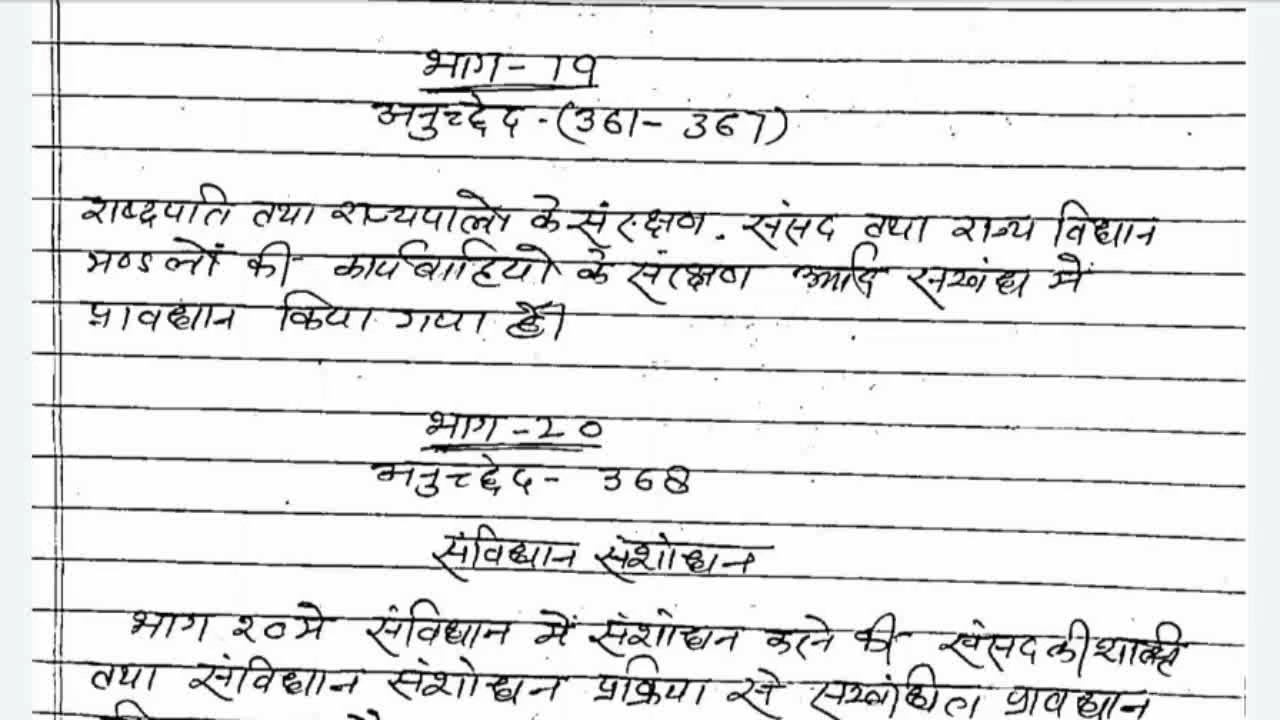 भाग - 19
अनुच्छेद - (361 - 367)
राष्ट्रपति तथा राज्यपालो के संरक्षण . संसद तथा राज्य विधान
मण्डलों की कार्यवाहियो के संरक्षण आदि सम्बंध में
प्रावधान किया गया है।
भाग - 20
अनुच्छेद - 368
संविधान संशोधन
भाग २० मे संविधान में संशोधन करने की संसद की शक्ति
तथा संविधान संशोधन प्रक्रिया से सम्बंधित प्रावधान